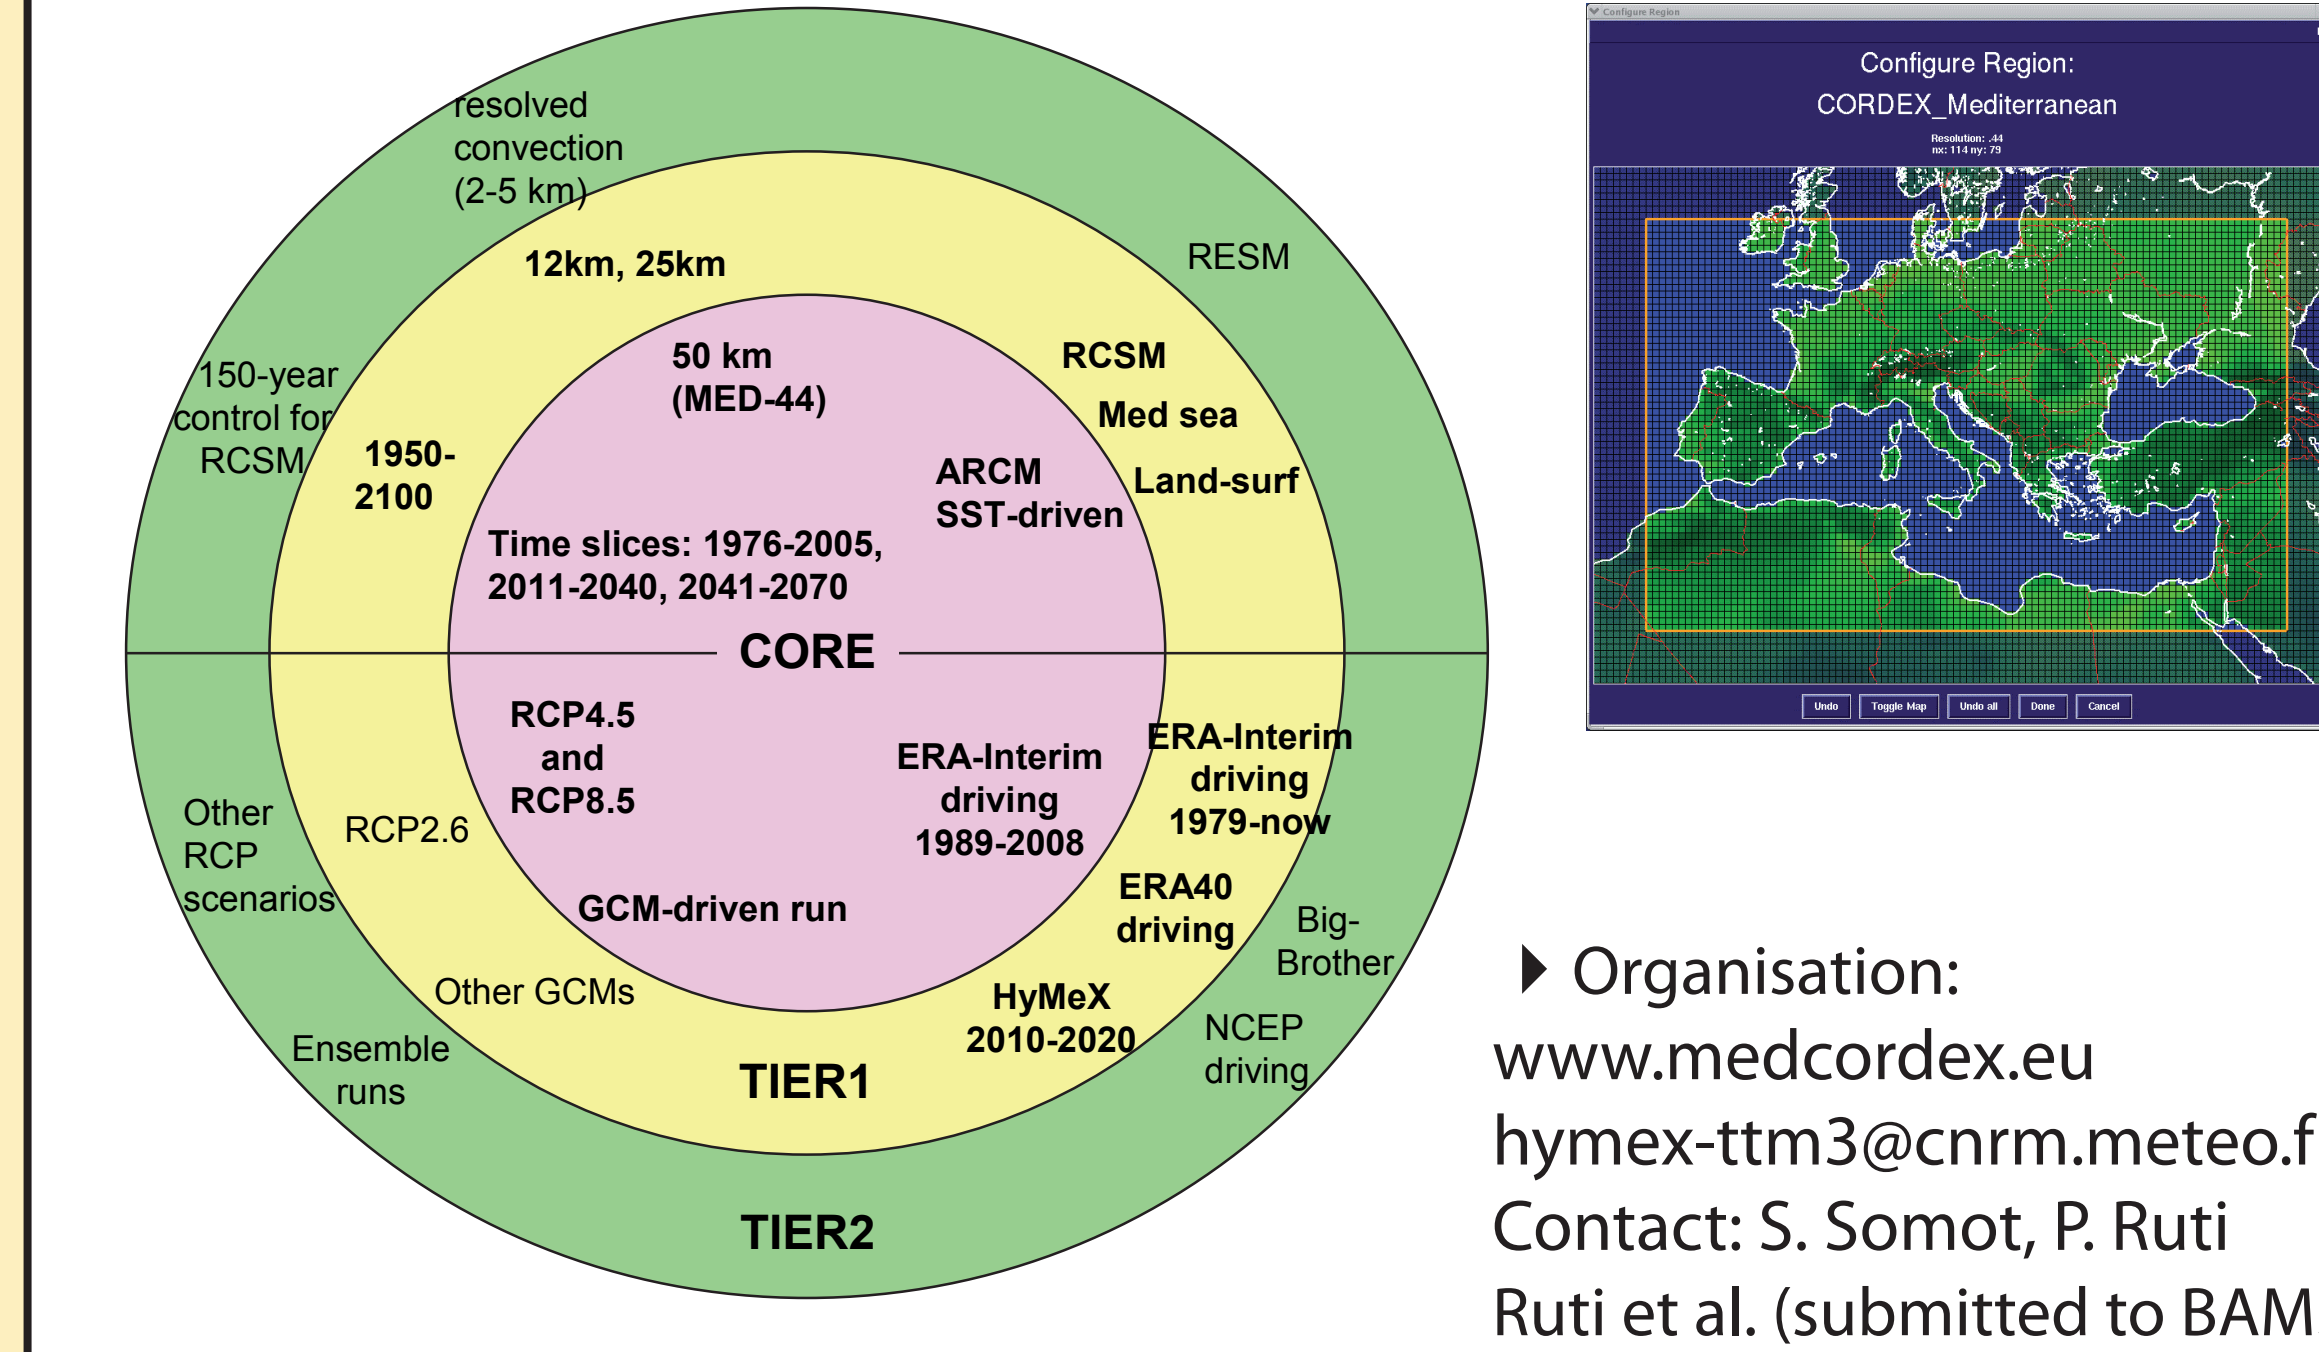 resolved
convection
(2-5 km)
12km, 25km
RESM
50 km
(MED-44)
RCSM
Med sea
Land-surf
150-year
control for
RCSM
1950-
2100
ARCM
SST-driven
Time slices: 1976-2005,
2011-2040, 2041-2070
CORE
RCP4.5
and
RCP8.5
ERA-Interim
driving
1989-2008
ERA-Interim
driving
1979-now
Other
RCP
scenarios
RCP2.6
GCM-driven run
ERA40
driving
Big-
Brother
Other GCMs
HyMeX
2010-2020
NCEP
driving
Ensemble
runs
TIER1
TIER2
Configure Region
Configure Region:
CORDEX_Mediterranean
Resolution: .44
nx: 114 ny: 79
Undo
Toggle Map
Undo all
Done
Cancel
Organisation:
www.medcordex.eu
hymex-ttm3@cnrm.meteo.f
Contact: S. Somot, P. Ruti
Ruti et al. (submitted to BAM